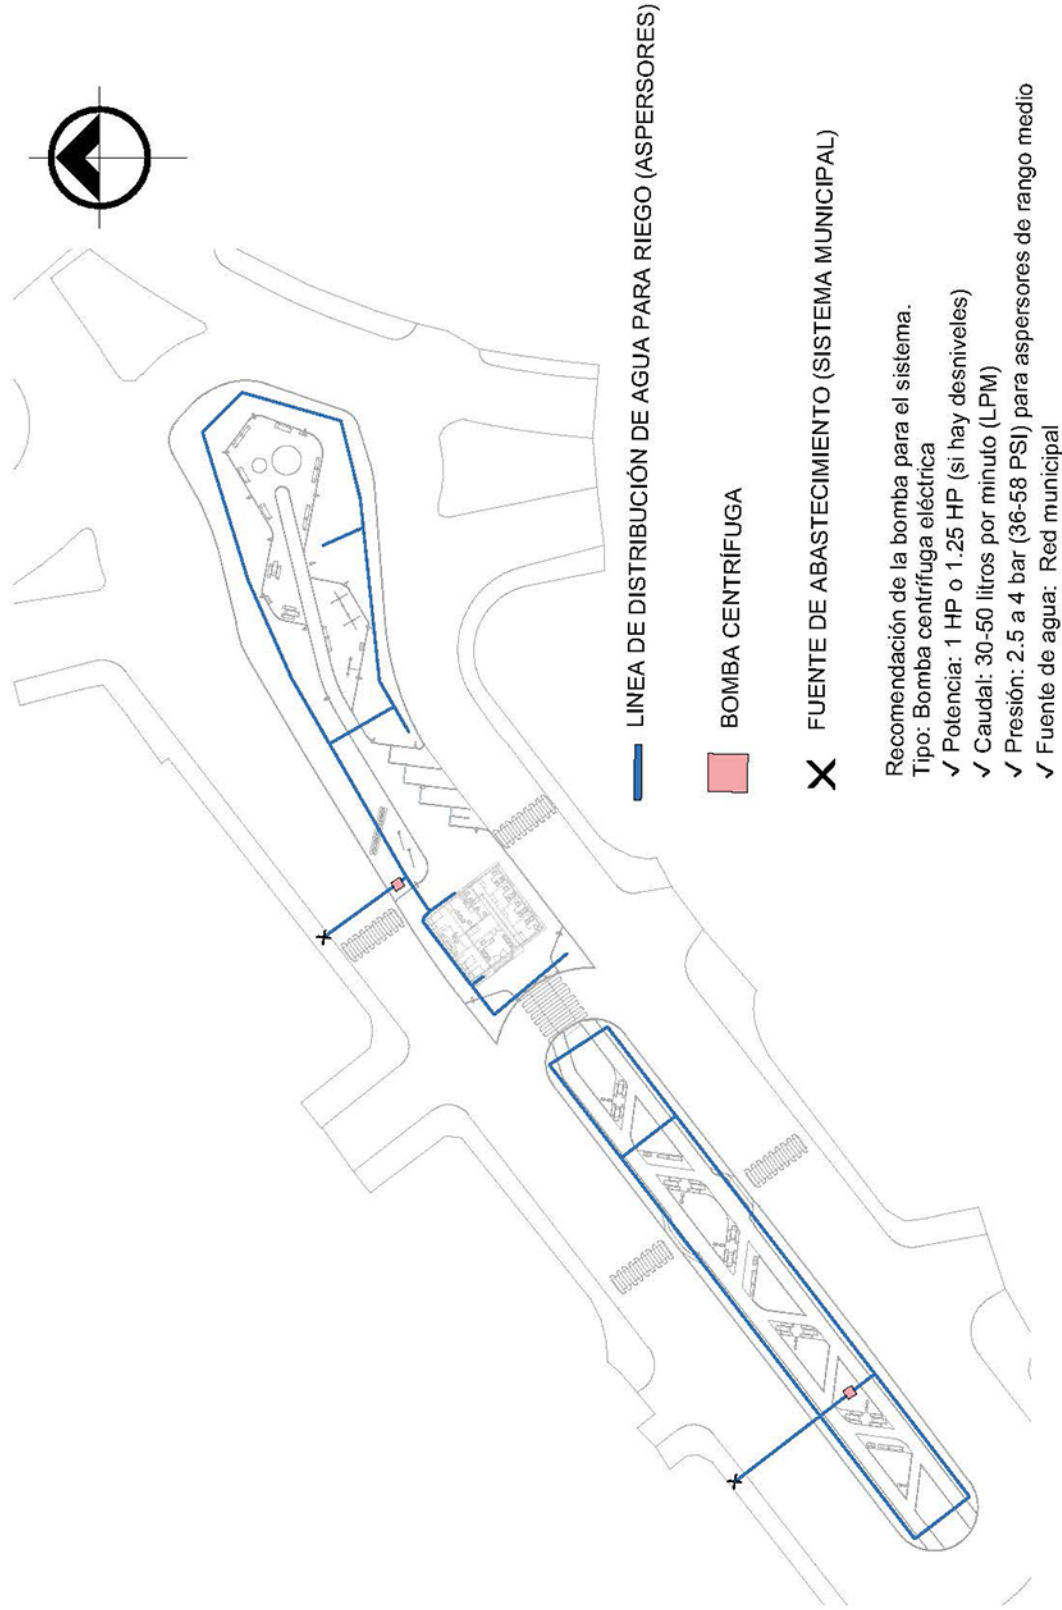 LINEA DE DISTRIBUCIÓN DE AGUA PARA RIEGO (ASPERSORES)
BOMBA CENTRÍFUGA
FUENTE DE ABASTECIMIENTO (SISTEMA MUNICIPAL)
Recomendación de la bomba para el sistema.
Tipo: Bomba centrífuga eléctrica
✓ Potencia: 1 HP o 1.25 HP (si hay desniveles)
✓ Caudal: 30-50 litros por minuto (LPM)
✓ Presión: 2.5 a 4 bar (36-58 PSI) para aspersores de rango medio
✓ Fuente de agua: Red municipal